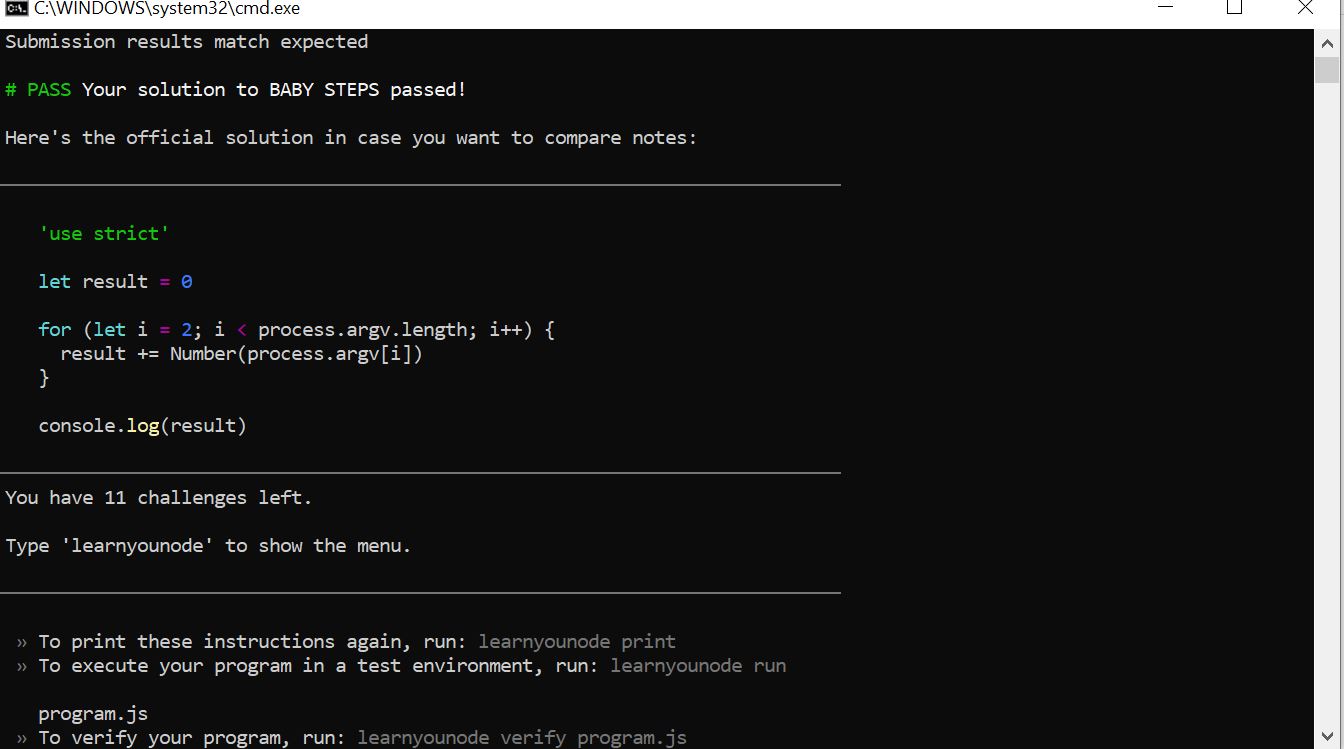 C:\WINDOWS\system32\cmd.exe
Submission results match expected
# PASS Your solution to BABY STEPS passed!
Here's the official solution in case you want to compare notes:
'use strict'
let result = 0
for (let i = 2; i < process.argv.length; i++) {
  result += Number(process.argv[i])
}
console.log(result)
You have 11 challenges left.
Type 'learnyounode' to show the menu.
» To print these instructions again, run: learnyounode print
» To execute your program in a test environment, run: learnyounode run
program.js
» To verify your program, run: learnyounode verify program.js